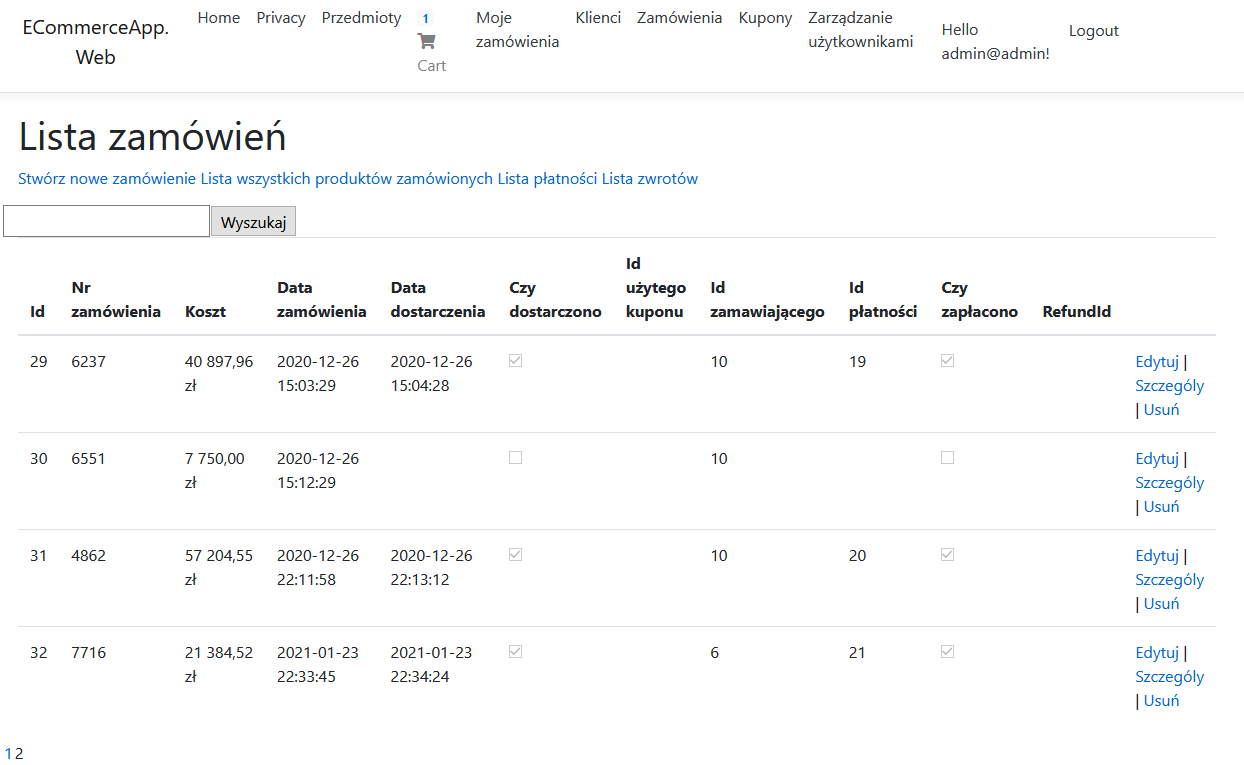 ECommerceApp.
Web
Home Privacy Przedmioty 1 Cart Moje zamówienia Klienci Zamówienia Kupony Zarządzanie użytkownikami Hello admin@admin! Logout
Lista zamówień
Stwórz nowe zamówienie Lista wszystkich produktów zamówionych Lista płatności Lista zwrotów
Wyszukaj
Id Nr zamówienia Koszt Data zamówienia Data dostarczenia Czy dostarczono Id użytego kuponu Id zamawiającego Id płatności Czy zapłacono RefundId
29 6237 40 897,96 zł 2020-12-26 15:03:29 2020-12-26 15:04:28 10 19 Edytuj | Szczegóły | Usuń
30 6551 7 750,00 zł 2020-12-26 15:12:29 10 Edytuj | Szczegóły | Usuń
31 4862 57 204,55 zł 2020-12-26 22:11:58 2020-12-26 22:13:12 10 20 Edytuj | Szczegóły | Usuń
32 7716 21 384,52 zł 2021-01-23 22:33:45 2021-01-23 22:34:24 6 21 Edytuj | Szczegóły | Usuń
1 2